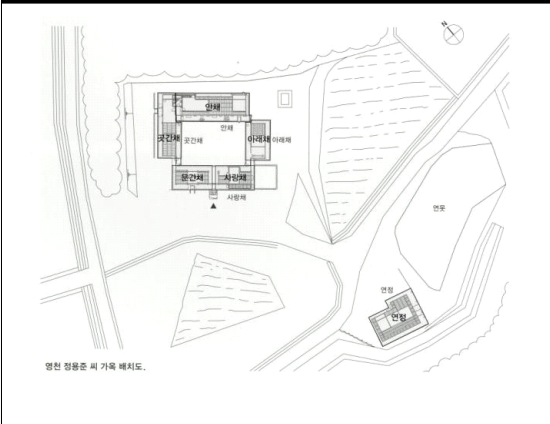 N
안채
안채
곳간채 곳간채
아래채 아래채
문간채 사랑채
사랑채
연못
연정
연정
영천 정용준 씨 가옥 배치도.